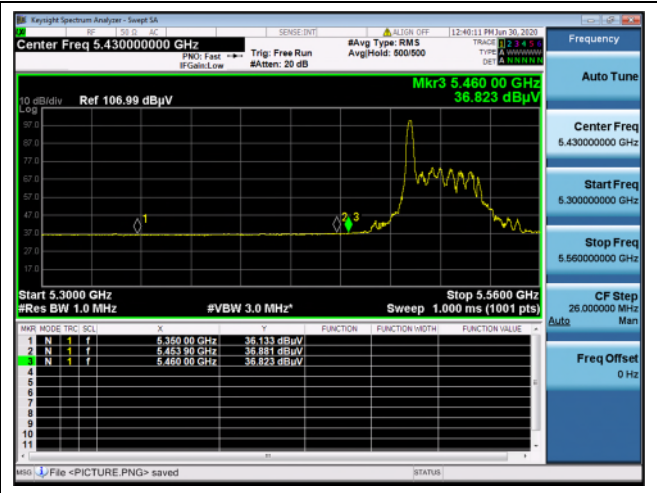 Keysight Spectrum Analyzer - Swept SA
RF 50 Ω AC SENSE:INT ALIGN OFF 12:40:11 PM Jun 30, 2020
Center Freq 5.430000000 GHz #Avg Type: RMS TRACE 1 2 3 4 5 6
PNO: Fast Trig: Free Run Avg|Hold: 500/500 TYPE A WWWWW
IFGain:Low #Atten: 20 dB DET A N N N N N
Mkr3 5.460 00 GHz
36.823 dBµV
10 dB/div Ref 106.99 dBµV
Log
97.0
87.0
77.0
67.0
57.0
47.0
37.0
27.0
17.0
1
2 3
Start 5.3000 GHz Stop 5.5600 GHz
#Res BW 1.0 MHz #VBW 3.0 MHz* Sweep 1.000 ms (1001 pts)
MKR MODE TRC SCL X Y FUNCTION FUNCTION WIDTH FUNCTION VALUE
1 N 1 f 5.350 00 GHz 36.133 dBµV
2 N 1 f 5.453 90 GHz 36.881 dBµV
3 N 1 f 5.460 00 GHz 36.823 dBµV
4
5
6
7
8
9
10
11
MSG File <PICTURE.PNG> saved STATUS
Frequency
Auto Tune
Center Freq
5.430000000 GHz
Start Freq
5.300000000 GHz
Stop Freq
5.560000000 GHz
CF Step
26.000000 MHz
Auto Man
Freq Offset
0 Hz